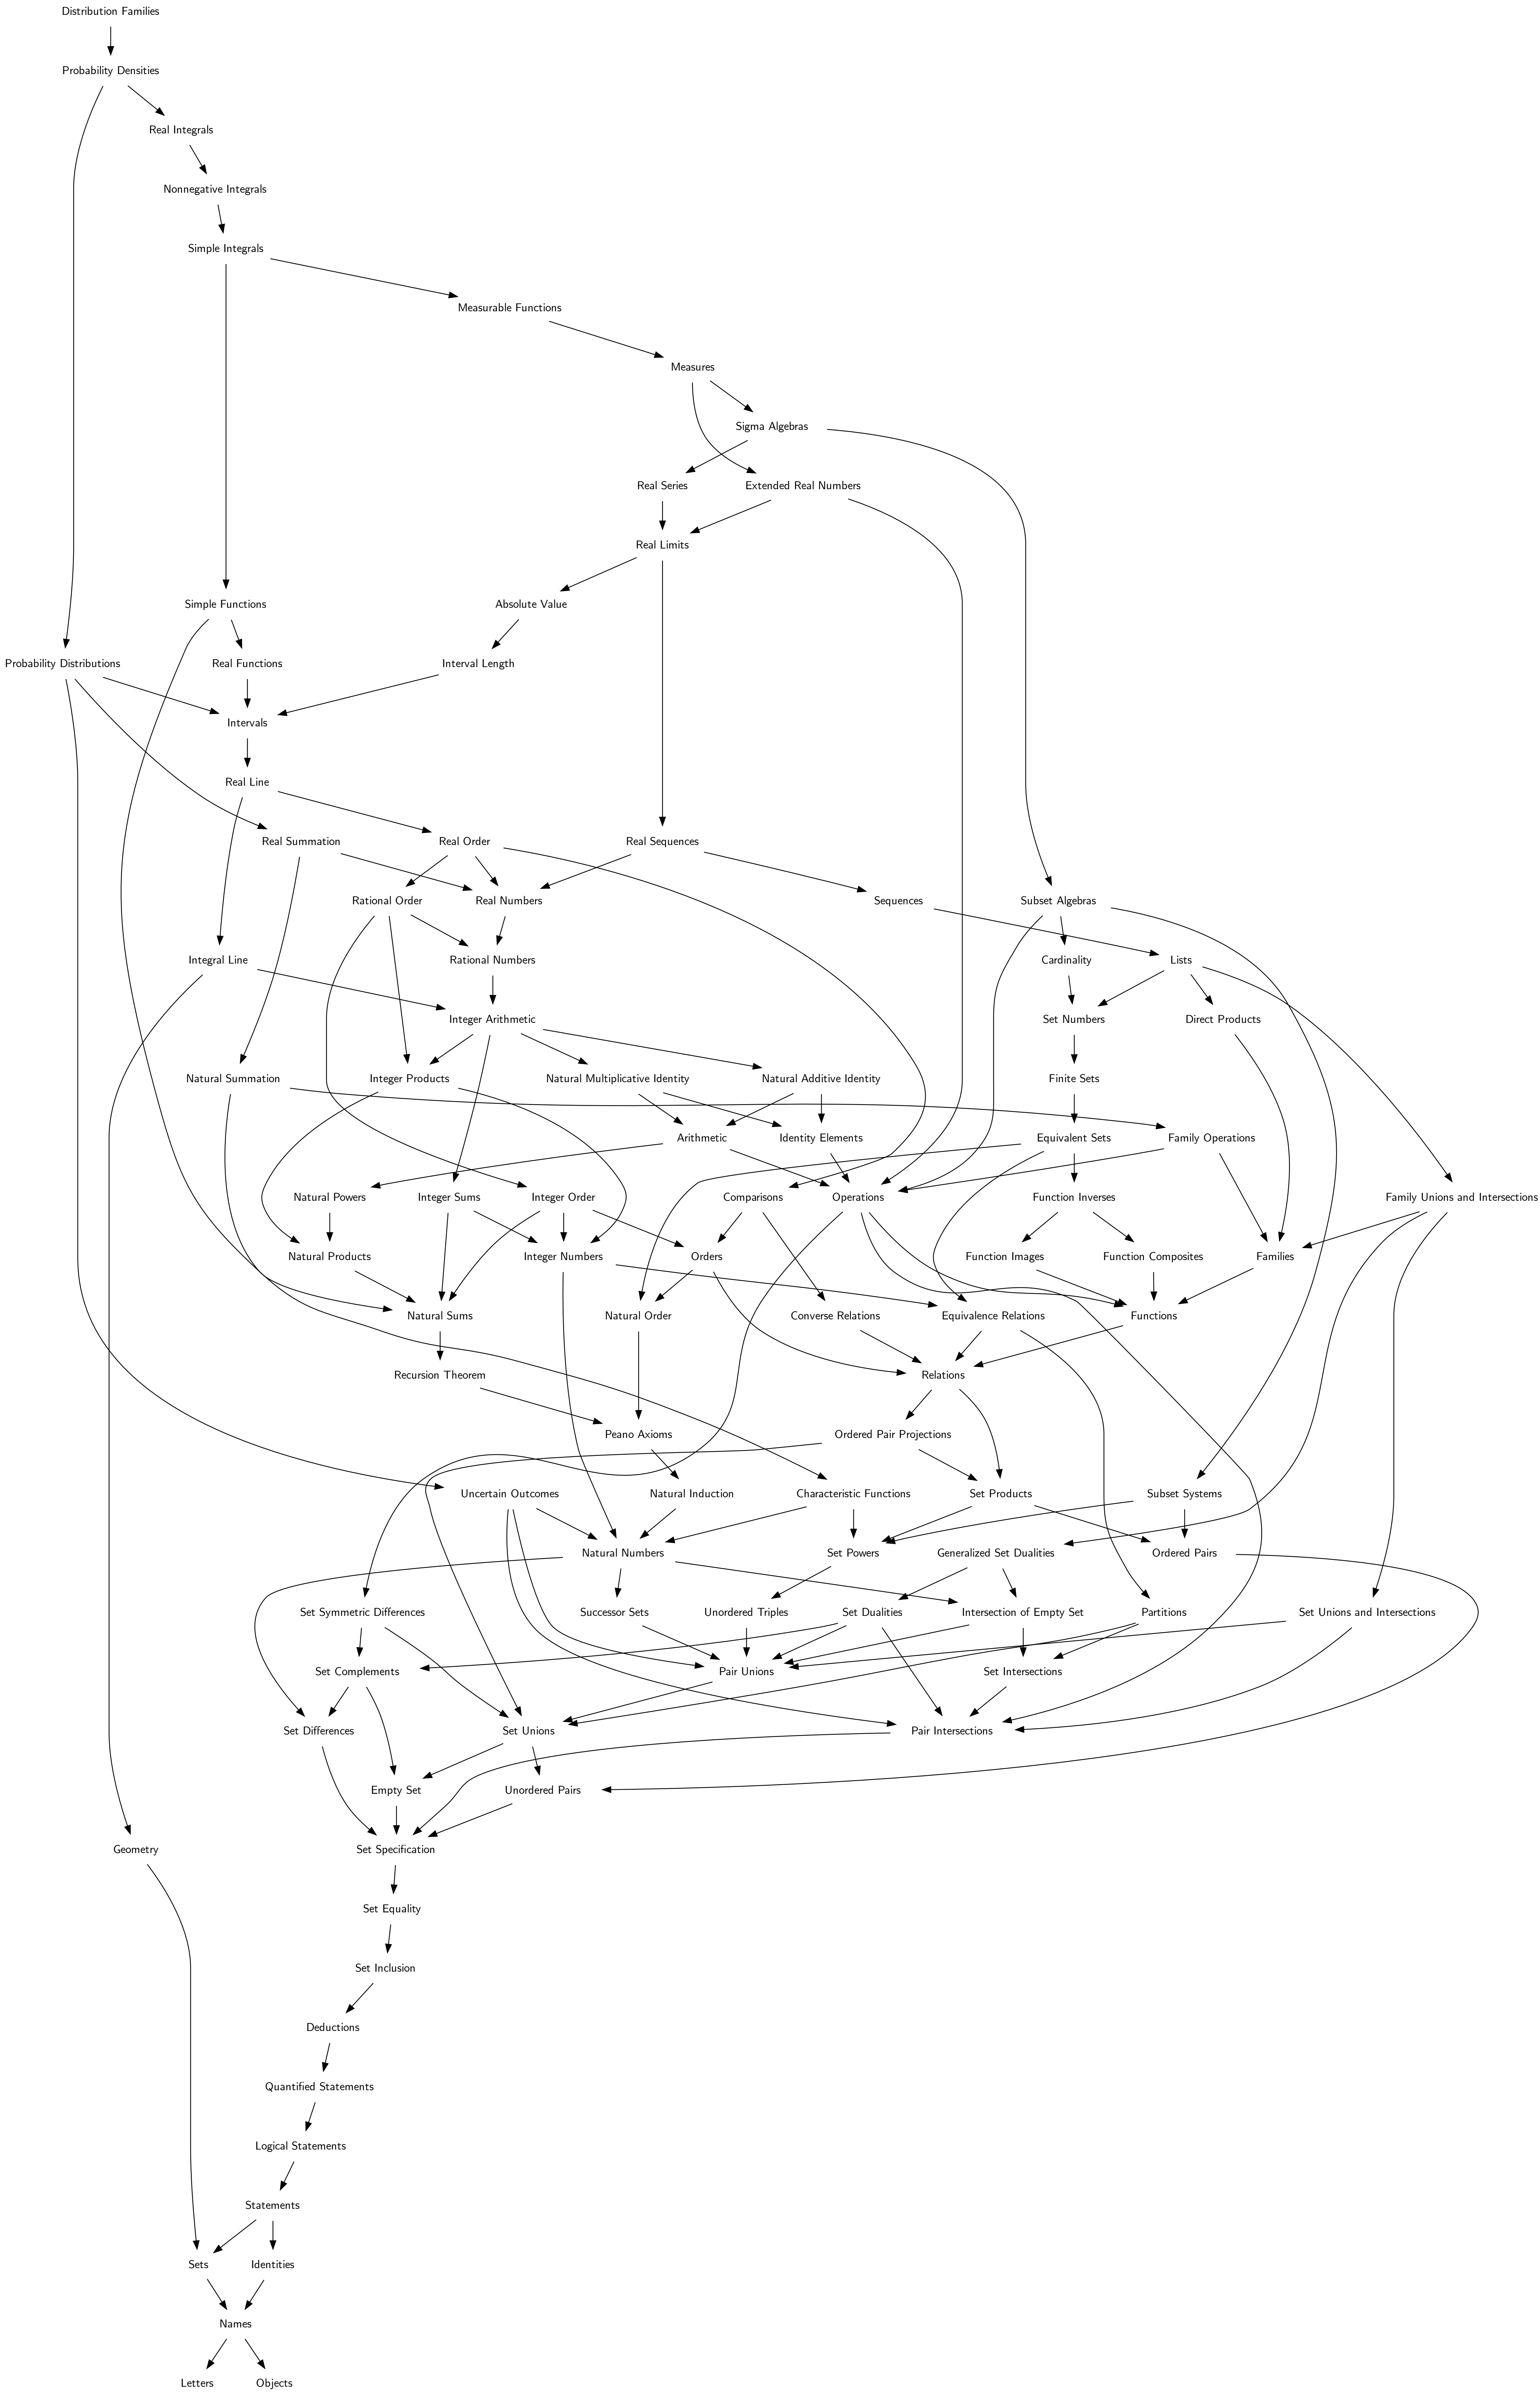 Distribution Families
Probability Densities
Real Integrals
Nonnegative Integrals
Simple Integrals
Measurable Functions
Measures
Sigma Algebras
Real Series
Extended Real Numbers
Real Limits
Simple Functions
Absolute Value
Probability Distributions
Real Functions
Interval Length
Intervals
Real Line
Real Summation
Real Order
Real Sequences
Rational Order
Real Numbers
Sequences
Subset Algebras
Integral Line
Rational Numbers
Cardinality
Lists
Integer Arithmetic
Set Numbers
Direct Products
Natural Summation
Integer Products
Natural Multiplicative Identity
Natural Additive Identity
Finite Sets
Arithmetic
Identity Elements
Equivalent Sets
Family Operations
Natural Powers
Integer Sums
Integer Order
Comparisons
Operations
Function Inverses
Family Unions and Intersections
Natural Products
Integer Numbers
Orders
Function Images
Function Composites
Families
Natural Sums
Natural Order
Converse Relations
Equivalence Relations
Functions
Recursion Theorem
Relations
Peano Axioms
Ordered Pair Projections
Uncertain Outcomes
Natural Induction
Characteristic Functions
Set Products
Subset Systems
Natural Numbers
Set Powers
Generalized Set Dualities
Ordered Pairs
Set Symmetric Differences
Successor Sets
Unordered Triples
Set Dualities
Intersection of Empty Set
Partitions
Set Unions and Intersections
Set Complements
Pair Unions
Set Intersections
Set Differences
Set Unions
Pair Intersections
Empty Set
Unordered Pairs
Geometry
Set Specification
Set Equality
Set Inclusion
Deductions
Quantified Statements
Logical Statements
Statements
Sets
Identities
Names
Letters
Objects